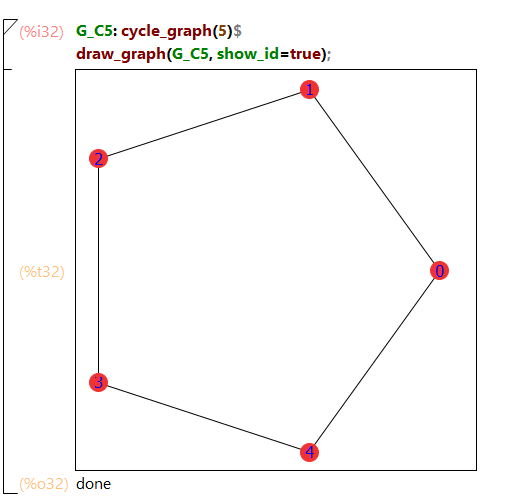 (%i32) G_C5: cycle_graph(5)$
draw_graph(G_C5, show_id=true);
1
2
(%t32)
0
3
4
(%o32) done